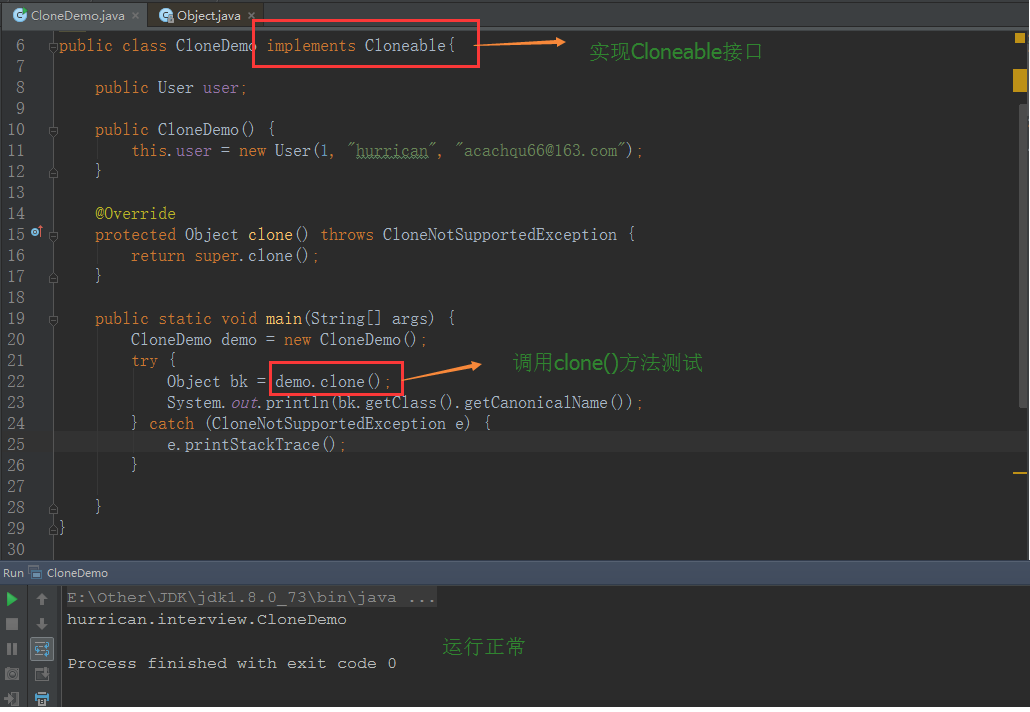 CloneDemo.java × Object.java ×
6 public class CloneDemo implements Cloneable{ 实现Cloneable接口
7
8 public User user;
9
10 public CloneDemo() {
11 this.user = new User(1, "hurrican", "acachqu66@163.com");
12 }
13
14 @Override
15 protected Object clone() throws CloneNotSupportedException {
16 return super.clone();
17 }
18
19 public static void main(String[] args) {
20 CloneDemo demo = new CloneDemo();
21 try {
22 Object bk = demo.clone(); 调用clone()方法测试
23 System.out.println(bk.getClass().getCanonicalName());
24 } catch (CloneNotSupportedException e) {
25 e.printStackTrace();
26 }
27
28 }
29 }
30
Run CloneDemo
E:\Other\JDK\jdk1.8.0_73\bin\java ...
hurrican.interview.CloneDemo
运行正常
Process finished with exit code 0